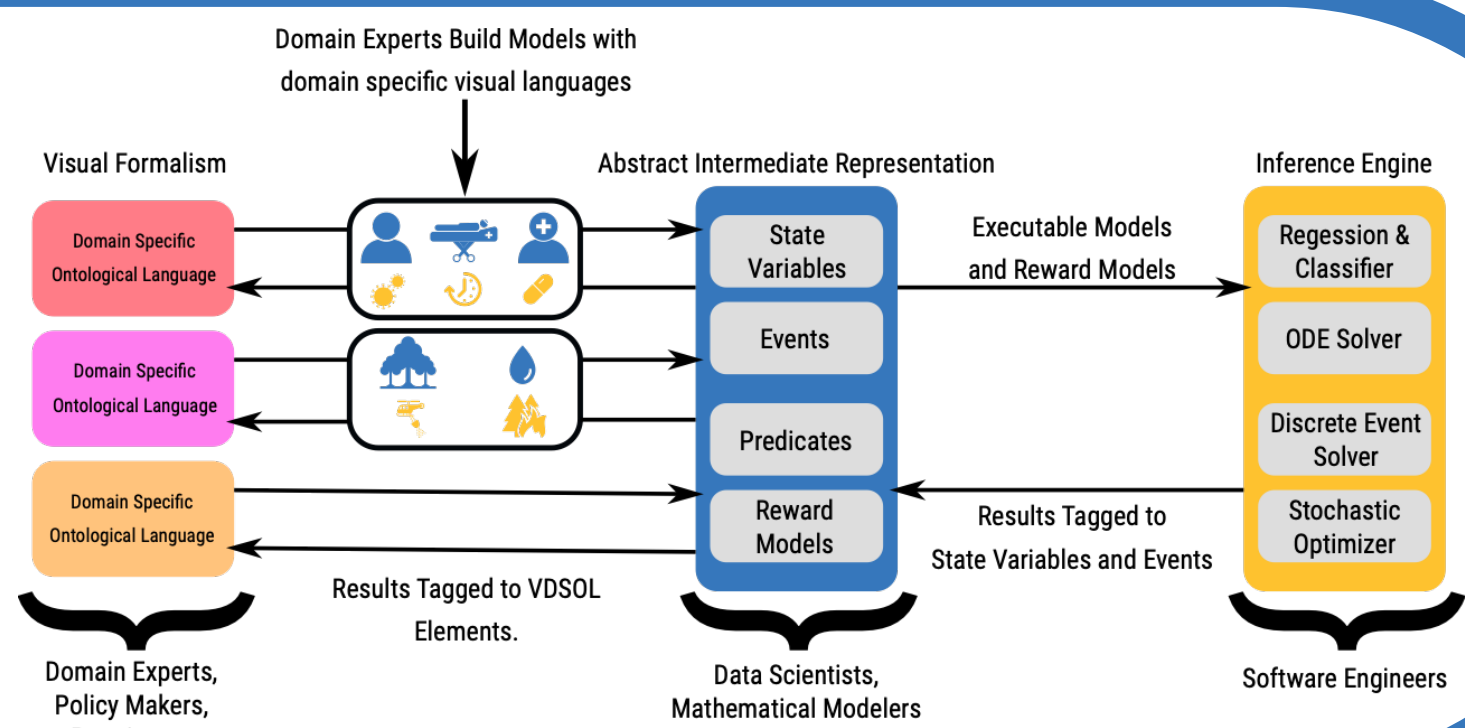 Domain Experts Build Models with
domain specific visual languages
Visual Formalism
Abstract Intermediate Representation
Inference Engine
Domain Specific
Ontological Language
Domain Specific
Ontological Language
Domain Specific
Ontological Language
State
Variables
Events
Predicates
Reward
Models
Executable Models
and Reward Models
Regression &
Classifier
ODE Solver
Discrete Event
Solver
Stochastic
Optimizer
Results Tagged to
State Variables and Events
Results Tagged to VDSOL
Elements.
Domain Experts,
Policy Makers,
Data Scientists,
Mathematical Modelers
Software Engineers